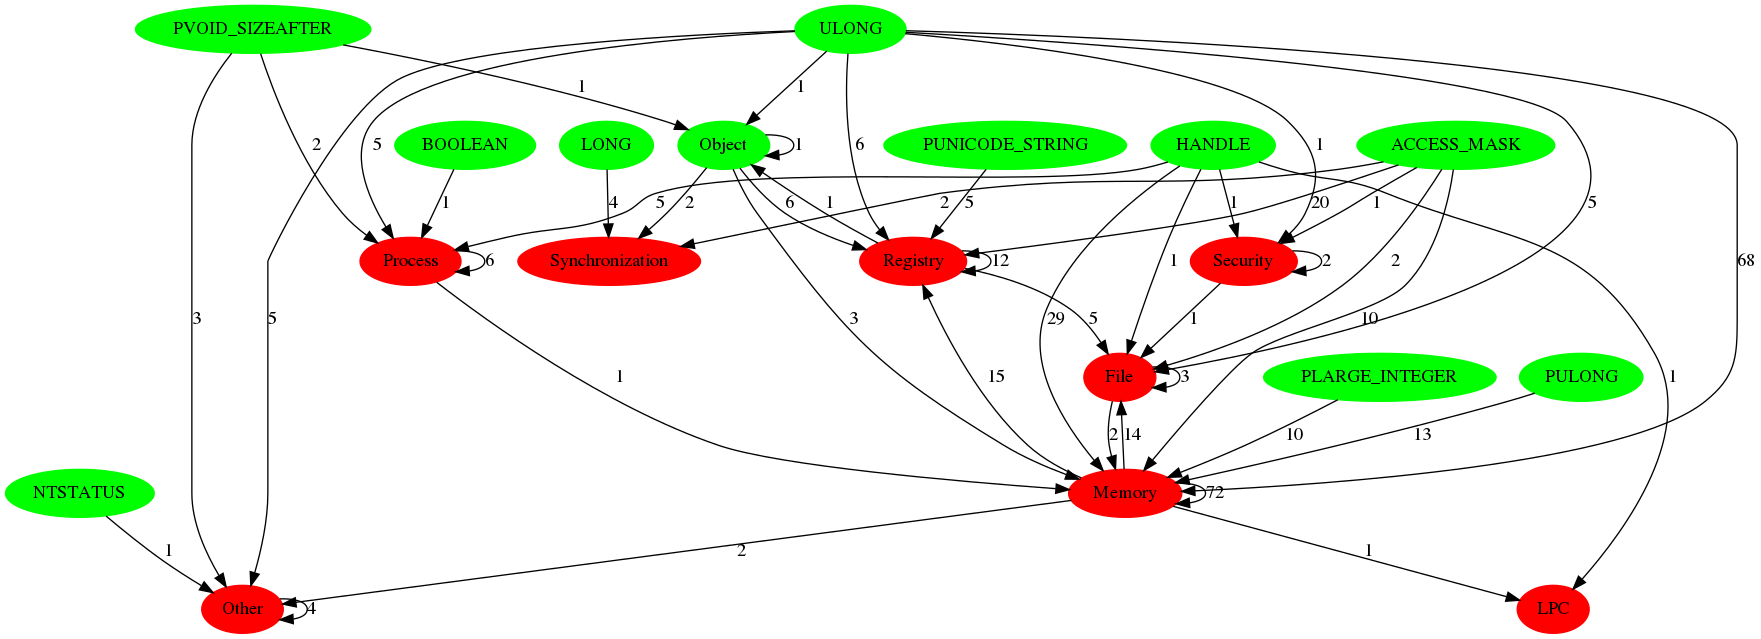 PVOID_SIZEAFTER
ULONG
1
1
BOOLEAN
LONG
Object
PUNICODE_STRING
HANDLE
ACCESS_MASK
2
5
1
6
1
1
4
5
2
6
1
5
2
1
20
1
5
Process
6
Synchronization
Registry
12
Security
2
2
68
3
5
3
29
5
1
10
1
File
3
PLARGE_INTEGER
PULONG
1
15
1
2
14
10
13
NTSTATUS
Memory
72
1
2
1
Other
4
LPC